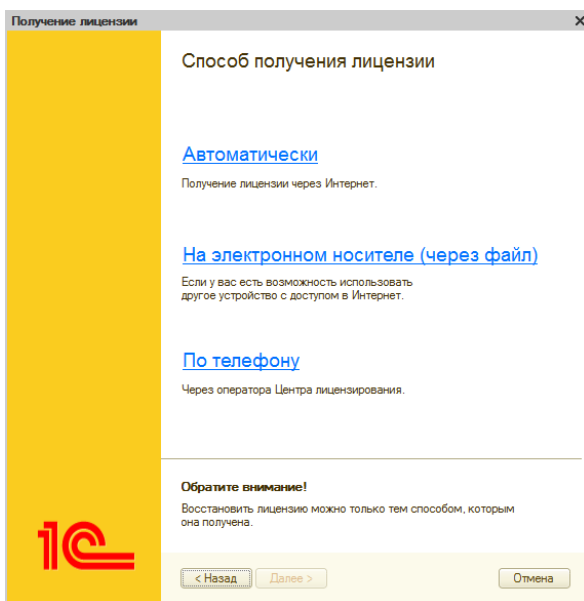 Получение лицензии
Способ получения лицензии
Автоматически
Получение лицензии через Интернет.
На электронном носителе (через файл)
Если у вас есть возможность использовать
другое устройство с доступом в Интернет.
По телефону
Через оператора Центра лицензирования.
Обратите внимание!
Восстановить лицензию можно только тем способом, которым
она получена.
1С
< Назад
Далее >
Отмена